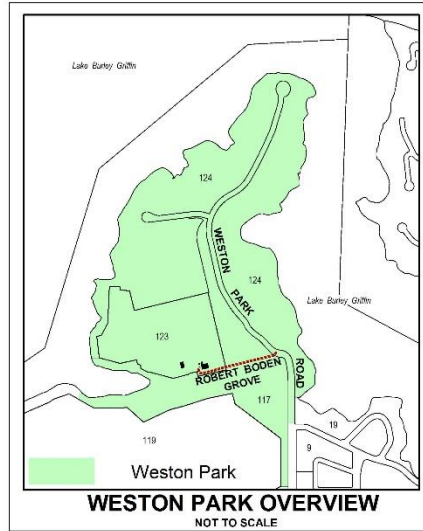 Lake Burley Griffin
124
WESTON
PARK
ROAD
124
Lake Burley Griffin
123
ROBERT BODEN
GROVE
117
119
19
9
Weston Park
WESTON PARK OVERVIEW
NOT TO SCALE